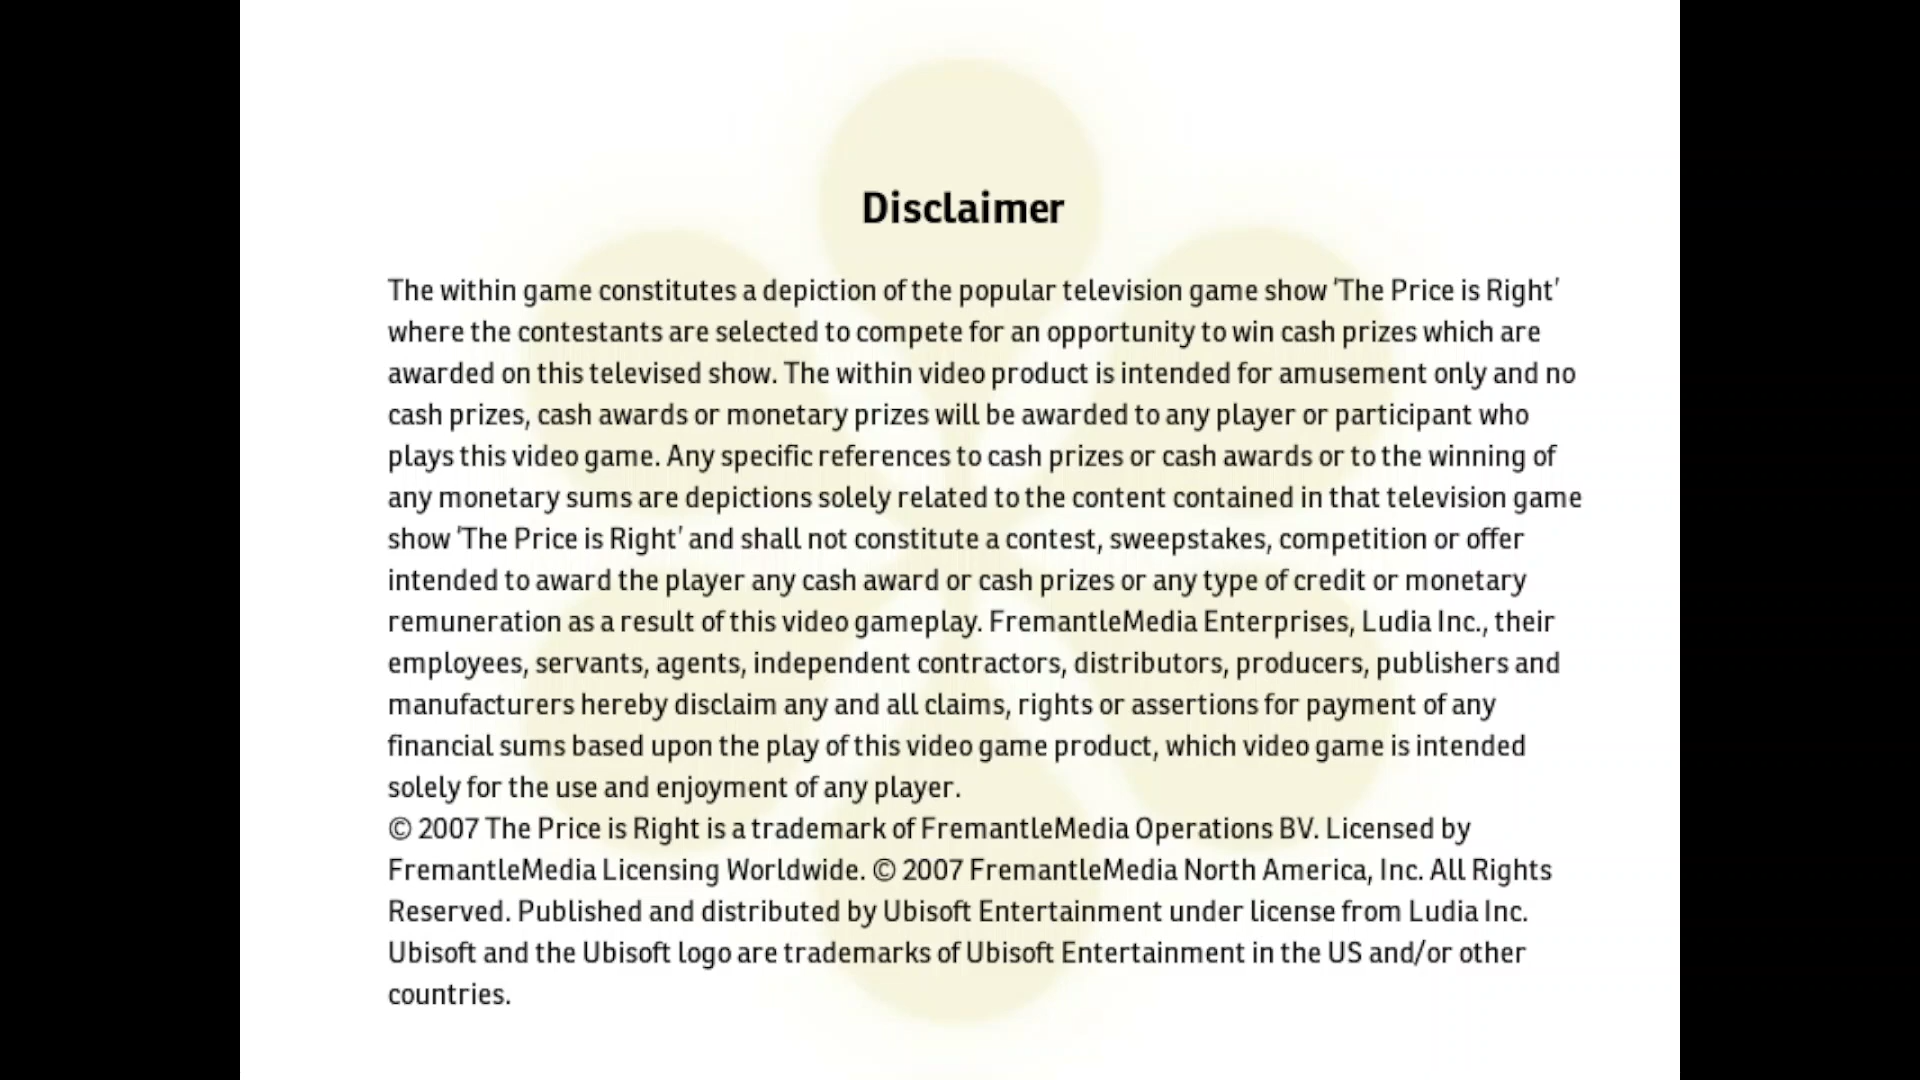 Disclaimer
The within game constitutes a depiction of the popular television game show 'The Price is Right'
where the contestants are selected to compete for an opportunity to win cash prizes which are
awarded on this televised show. The within video product is intended for amusement only and no
cash prizes, cash awards or monetary prizes will be awarded to any player or participant who
plays this video game. Any specific references to cash prizes or cash awards or to the winning of
any monetary sums are depictions solely related to the content contained in that television game
show 'The Price is Right' and shall not constitute a contest, sweepstakes, competition or offer
intended to award the player any cash award or cash prizes or any type of credit or monetary
remuneration as a result of this video gameplay. FremantleMedia Enterprises, Ludia Inc., their
employees, servants, agents, independent contractors, distributors, producers, publishers and
manufacturers hereby disclaim any and all claims, rights or assertions for payment of any
financial sums based upon the play of this video game product, which video game is intended
solely for the use and enjoyment of any player.
© 2007 The Price is Right is a trademark of FremantleMedia Operations BV. Licensed by
FremantleMedia Licensing Worldwide. © 2007 FremantleMedia North America, Inc. All Rights
Reserved. Published and distributed by Ubisoft Entertainment under license from Ludia Inc.
Ubisoft and the Ubisoft logo are trademarks of Ubisoft Entertainment in the US and/or other
countries.